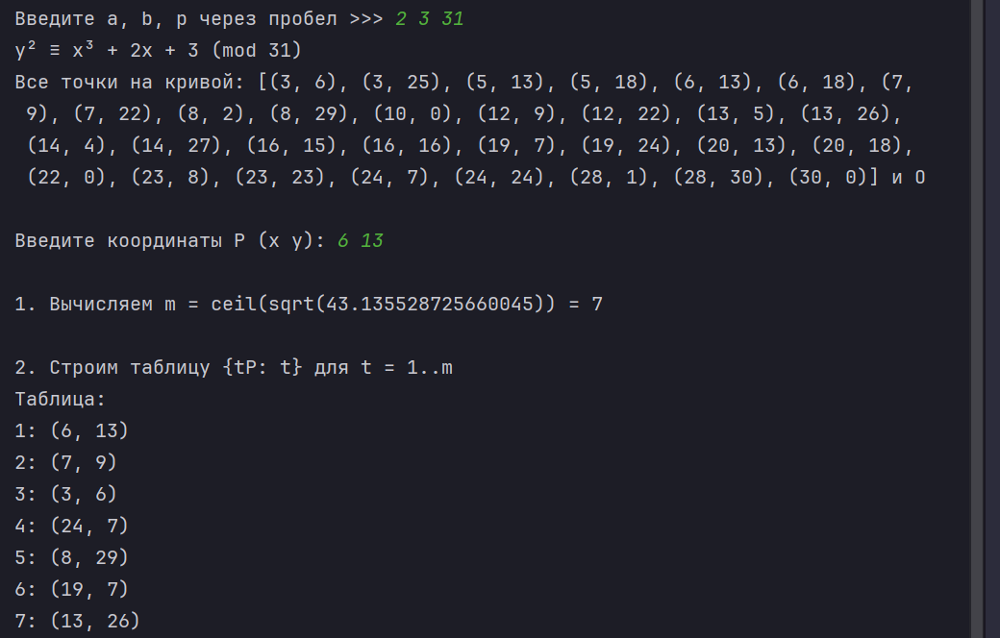 Введите a, b, p через пробел >>> 2 3 31
y² ≡ x³ + 2x + 3 (mod 31)
Все точки на кривой: [(3, 6), (3, 25), (5, 13), (5, 18), (6, 13), (6, 18), (7,
9), (7, 22), (8, 2), (8, 29), (10, 0), (12, 9), (12, 22), (13, 5), (13, 26),
(14, 4), (14, 27), (16, 15), (16, 16), (19, 7), (19, 24), (20, 13), (20, 18),
(22, 0), (23, 8), (23, 23), (24, 7), (24, 24), (28, 1), (28, 30), (30, 0)] и O
Введите координаты P (x y): 6 13
1. Вычисляем m = ceil(sqrt(43.135528725660045)) = 7
2. Строим таблицу {tP: t} для t = 1..m
Таблица:
1: (6, 13)
2: (7, 9)
3: (3, 6)
4: (24, 7)
5: (8, 29)
6: (19, 7)
7: (13, 26)